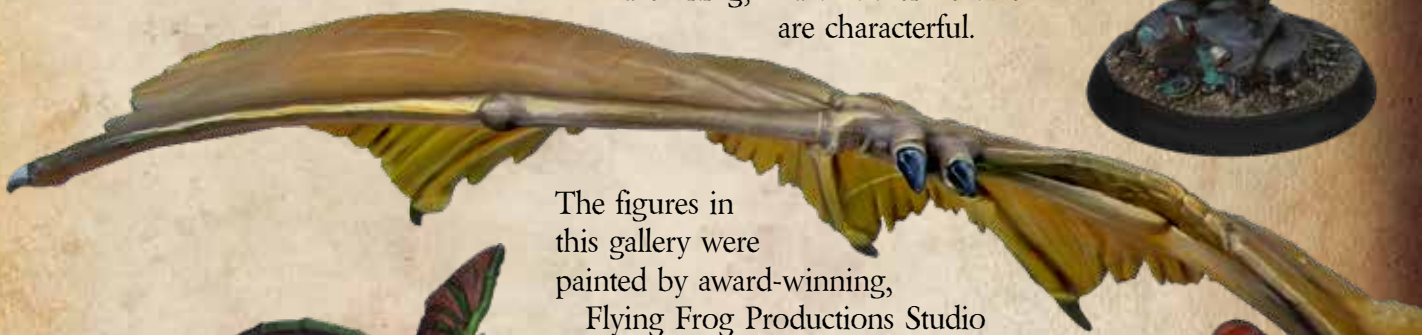 are characterful.
The figures in
this gallery were
painted by award-winning,
Flying Frog Productions Studio